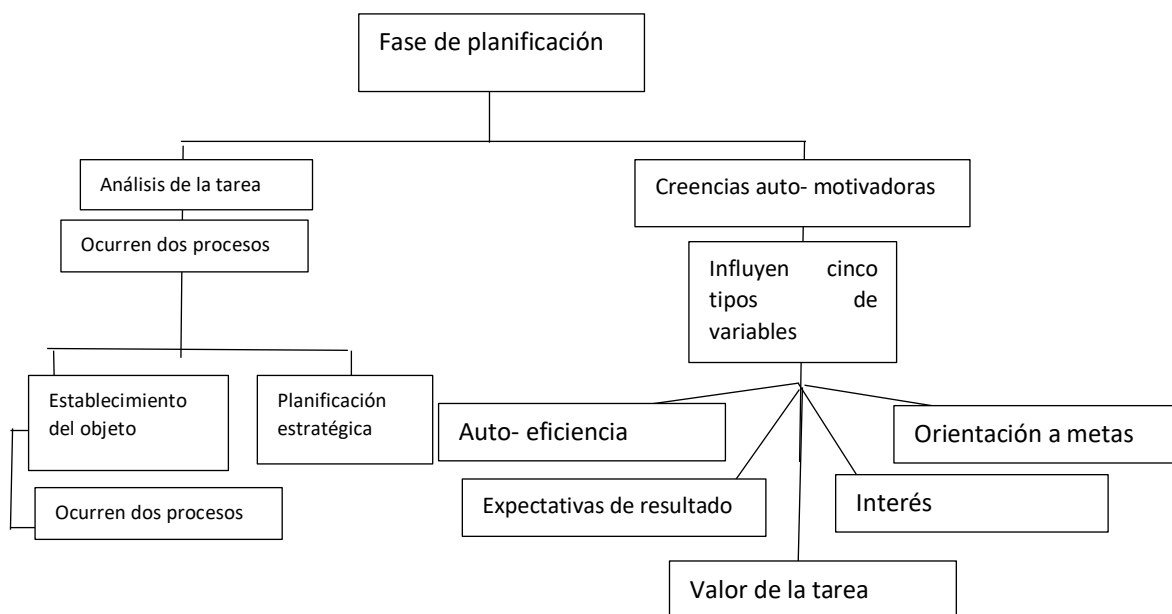 Fase de planificación
Análisis de la tarea
Creencias auto- motivadoras
Ocurren dos procesos
Influyen cinco
tipos de
variables
Establecimiento
del objeto
Planificación
estratégica
Auto- eficiencia
Orientación a metas
Ocurren dos procesos
Expectativas de resultado
Interés
Valor de la tarea